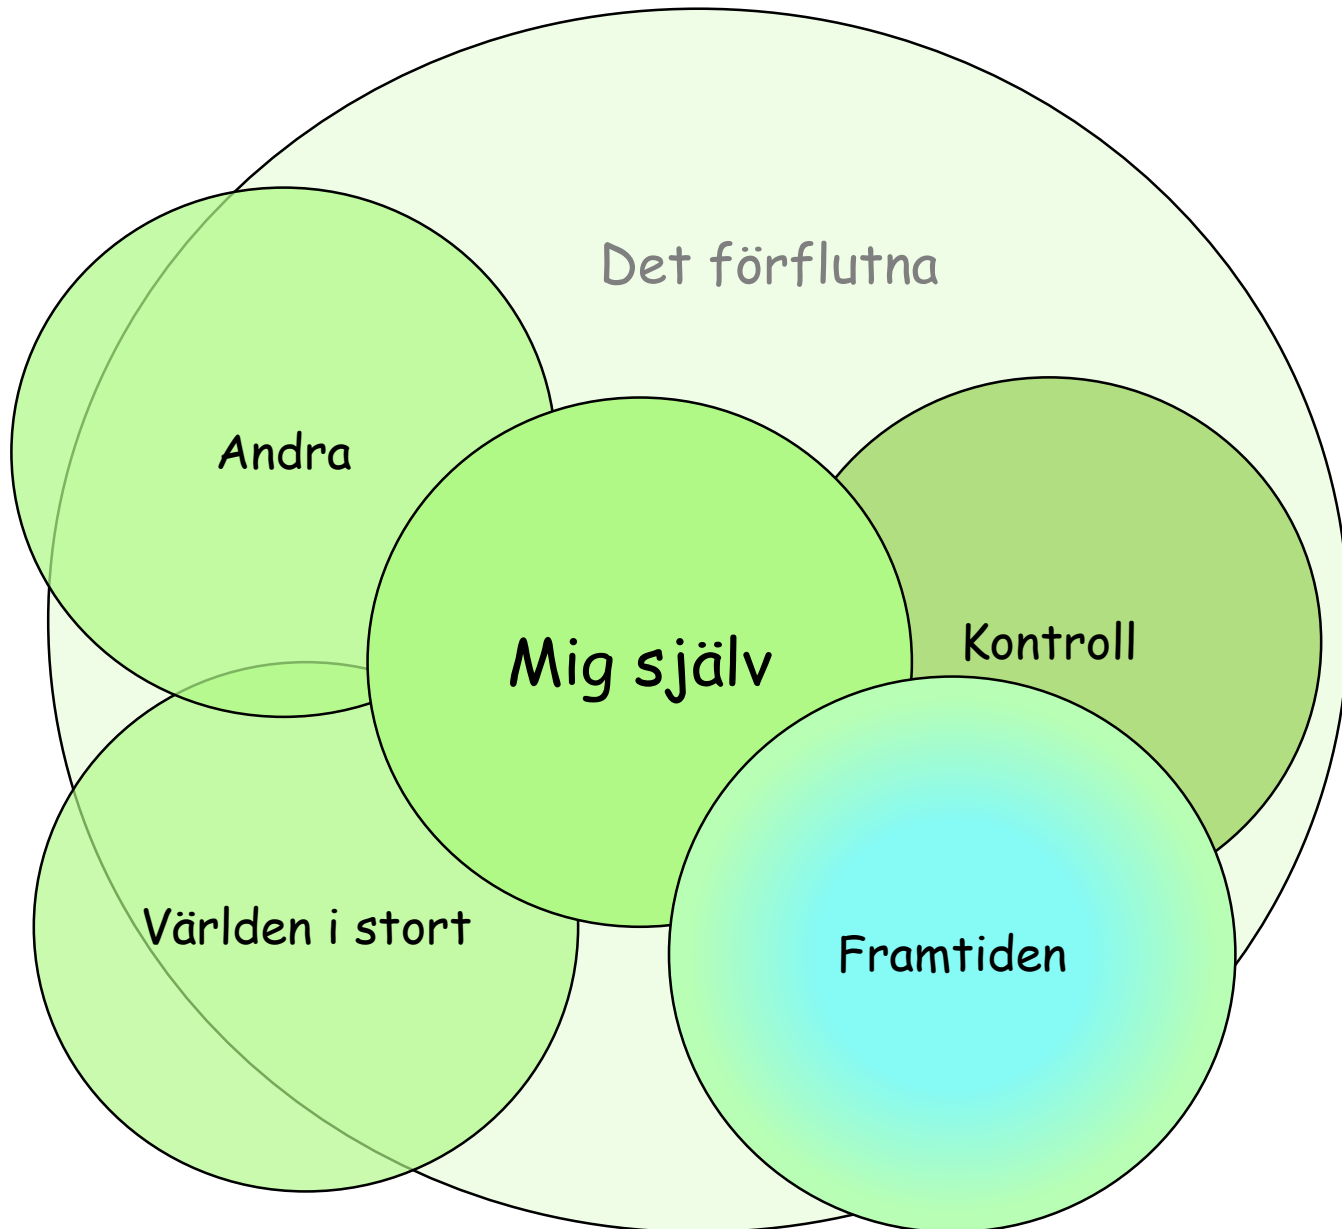 Det förflutna
Andra
Mig själv
Kontroll
Världen i stort
Framtiden